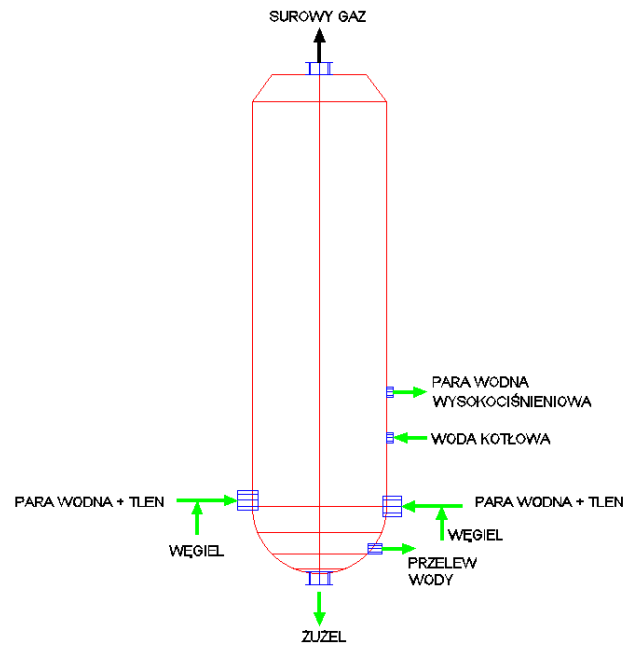 SUROWY GAZ
PARA WODNA
WYSOKOCIŚNIENIOWA
WODA KOTŁOWA
PARA WODNA + TLEN
PARA WODNA + TLEN
WĘGIEL
WĘGIEL
PRZELEW
WODY
ŻUŻEL